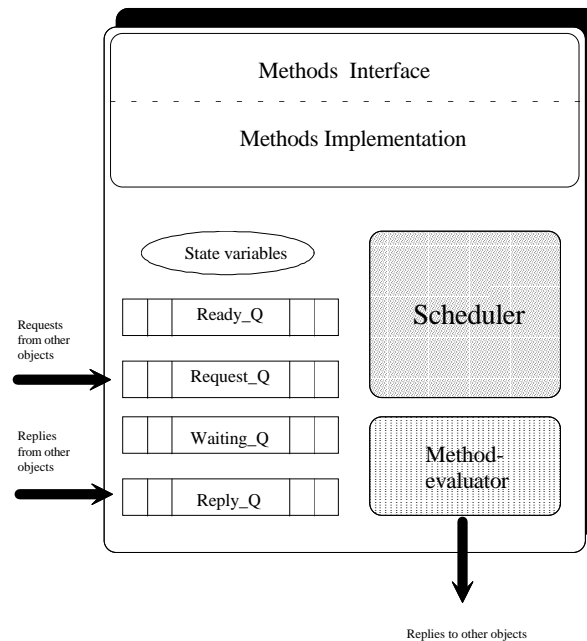 Methods Interface
Methods Implementation
State variables
Ready_Q
Scheduler
Requests
from other
objects
Request_Q
Waiting_Q
Method-
evaluator
Replies
from other
objects
Reply_Q
Replies to other objects